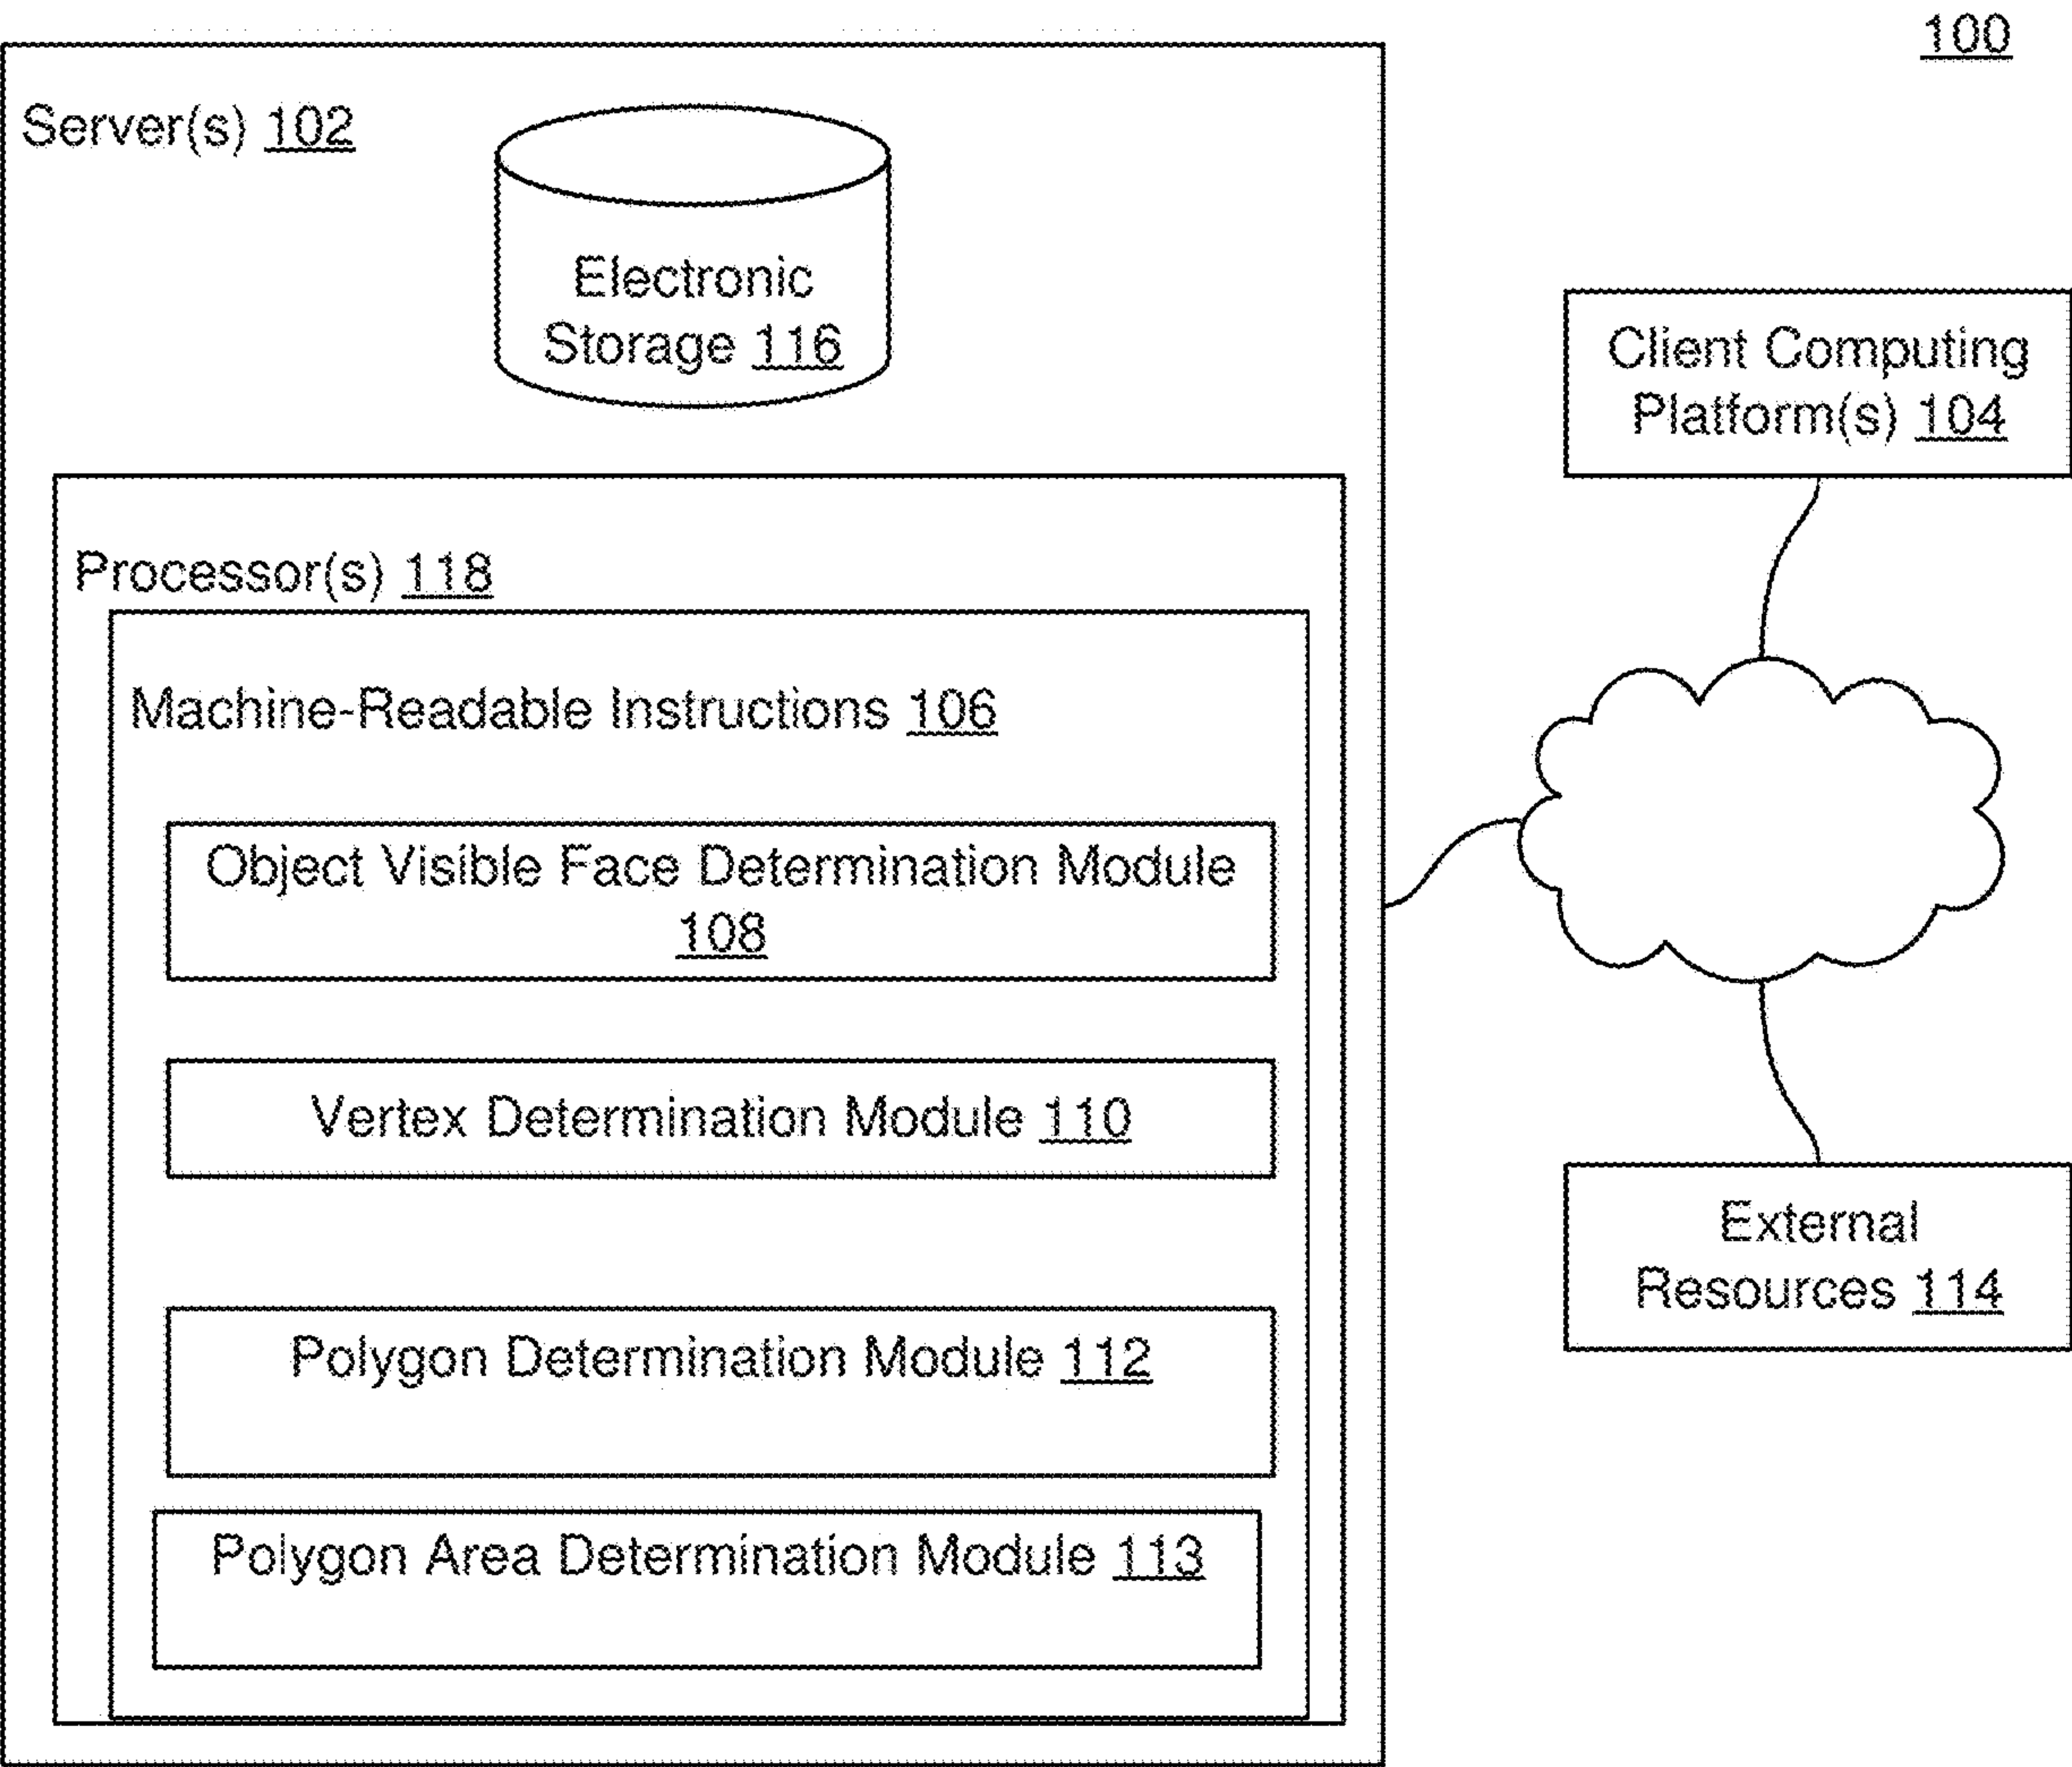 100
Server(s) 102
Electronic
Storage 116
Client Computing
Platform(s) 104
Processor(s) 118
Machine-Readable Instructions 106
Object Visible Face Determination Module
108
Vertex Determination Module 110
External
Resources 114
Polygon Determination Module 112
Polygon Area Determination Module 113